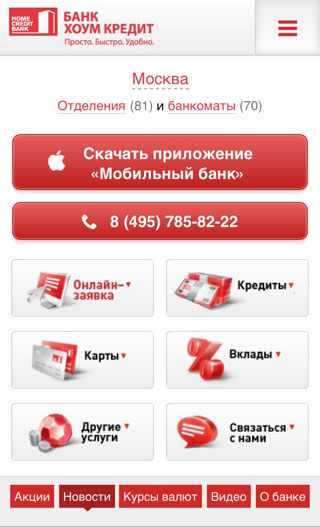 HOME
CREDIT
BANK
БАНК
ХОУМ КРЕДИТ
Просто. Быстро. Удобно.
Москва
Отделения (81) и банкоматы (70)
Скачать приложение
«Мобильный банк»
8 (495) 785-82-22
Онлайн-
заявка
Кредиты
Карты
Вклады
Другие
услуги
Связаться
с нами
Акции Новости Курсы валют Видео О банке